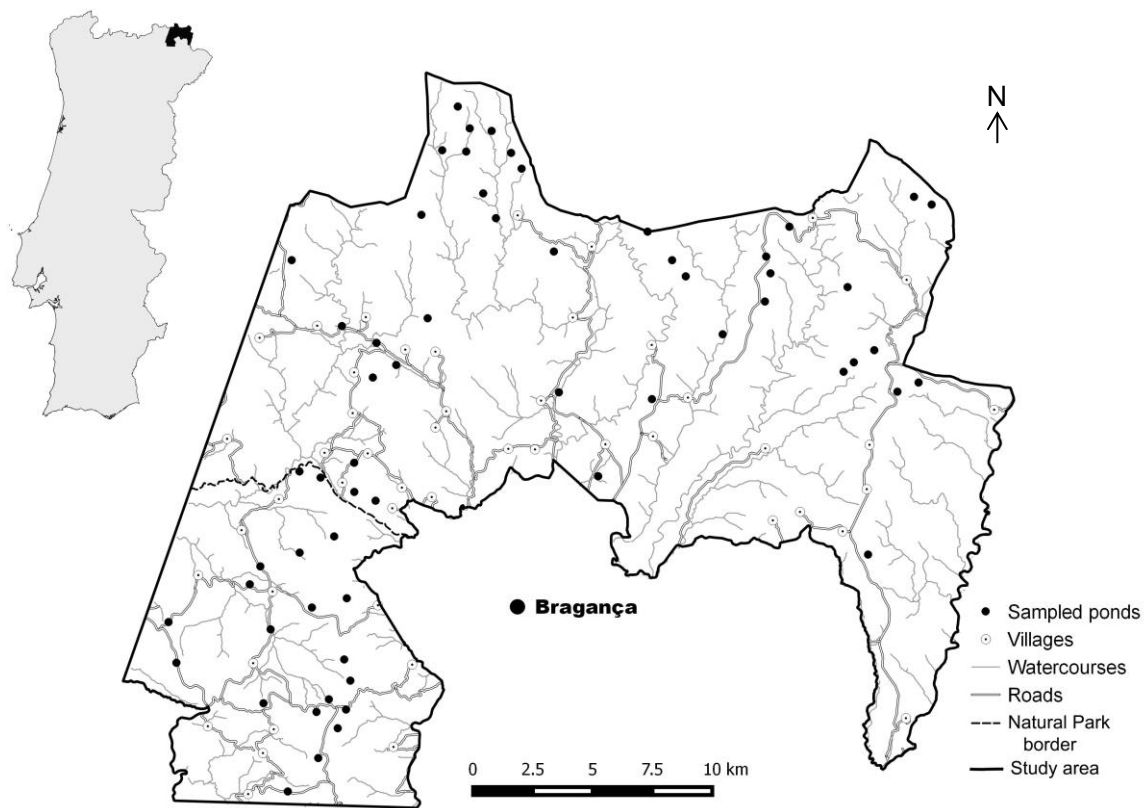 N
Bragança
Sampled ponds
Villages
Watercourses
Roads
Natural Park
border
Study area
0 2.5 5 7.5 10 km